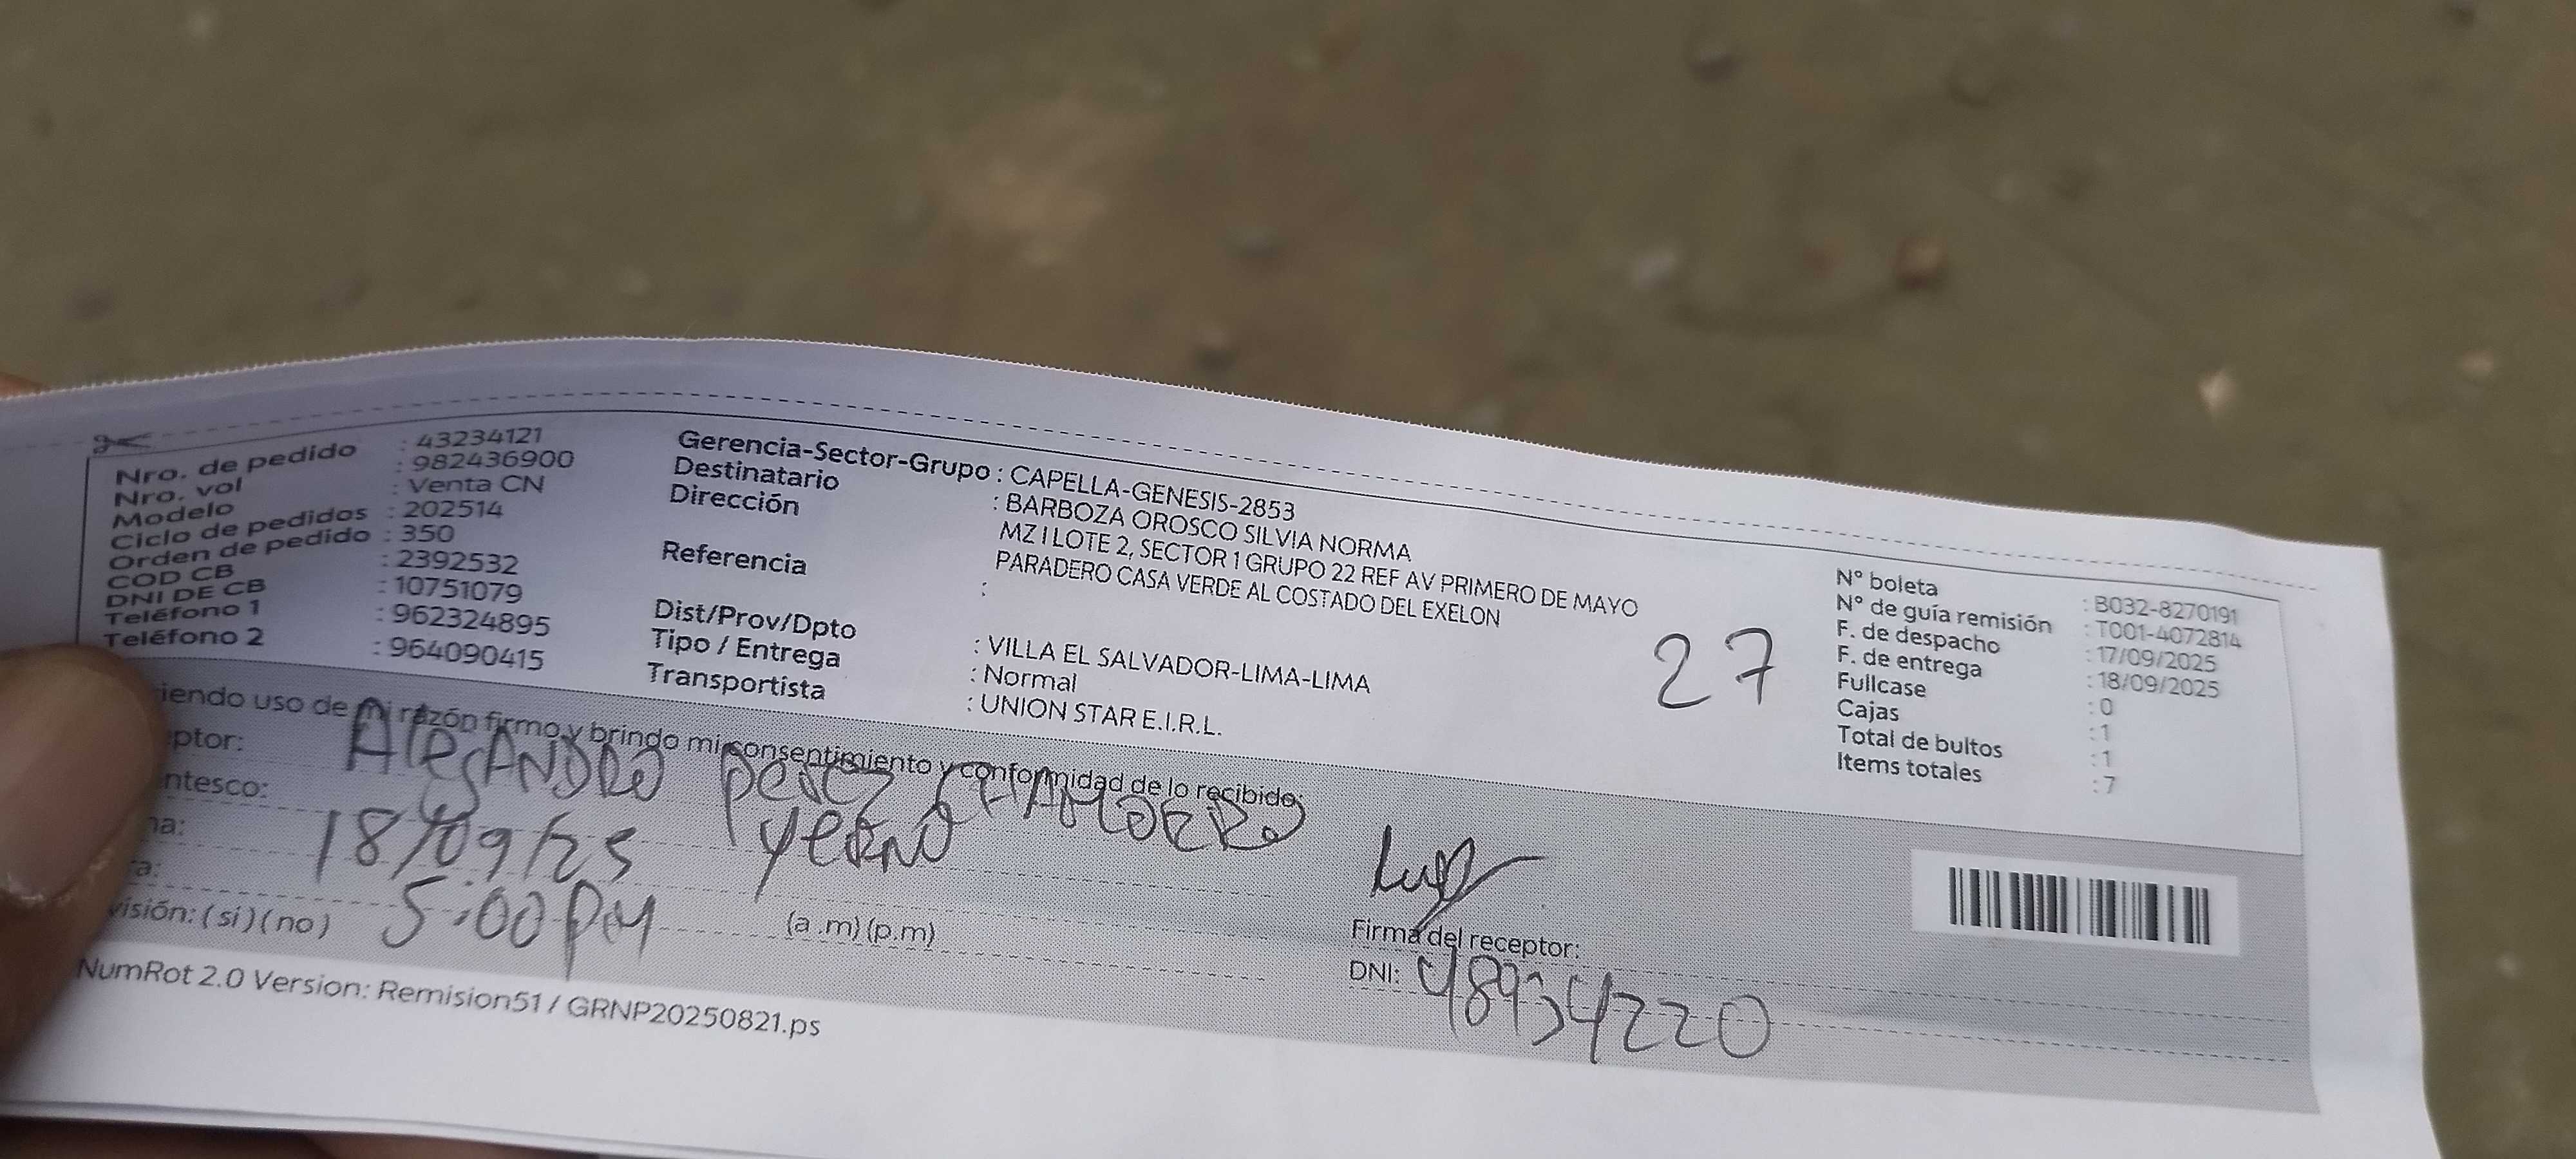 Nro. de pedido : 43234121
Nro. vol : 982436900
Modelo : Venta CN
Ciclo de pedidos : 202514
Orden de pedido : 350
COD CB : 2392532
DNI DE CB : 10751079
Teléfono 1 : 962324895
Teléfono 2 : 964090415
Gerencia-Sector-Grupo : CAPELLA-GENESIS-2853
Destinatario : BARBOZA OROSCO SILVIA NORMA
Dirección MZ I LOTE 2, SECTOR 1 GRUPO 22 REF AV PRIMERO DE MAYO
PARADERO CASA VERDE AL COSTADO DEL EXELON
Referencia :
Dist/Prov/Dpto : VILLA EL SALVADOR-LIMA-LIMA
Tipo / Entrega : Normal
Transportista : UNION STAR E.I.R.L.
27
N° boleta : B032-8270191
N° de guía remisión : T001-4072814
F. de despacho : 17/09/2025
F. de entrega : 18/09/2025
Fullcase : 0
Cajas : 1
Total de bultos : 1
Items totales : 7
iendo uso de mi razón firmo y brindo mi consentimiento y conformidad de lo recibido:
ptor: AlesANDRO perez
ntesco: yerno
ha: 18/09/25
ra: 5:00 pm (a .m) (p.m)
visión: ( si ) ( no )
Firma del receptor:
DNI: 48934220
NumRot 2.0 Version: Remision51 / GRNP20250821.ps